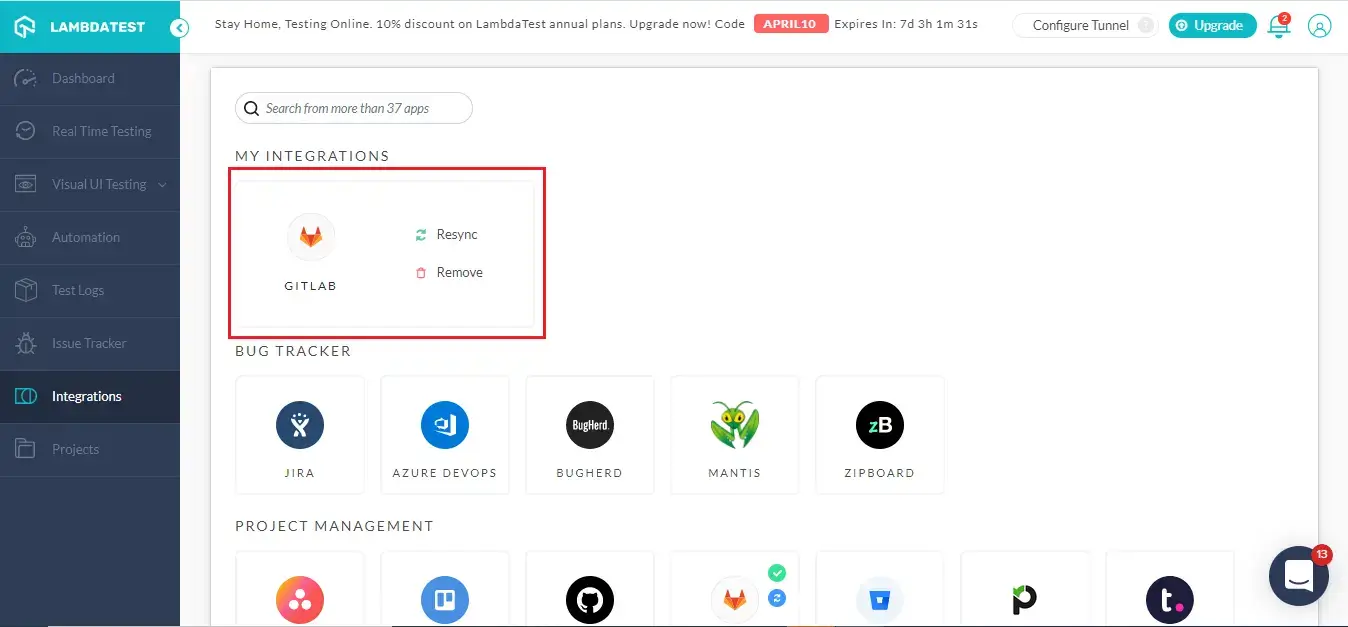 LAMBDATEST
Stay Home, Testing Online. 10% discount on LambdaTest annual plans. Upgrade now! Code APRIL10 Expires In: 7d 3h 1m 31s
Configure Tunnel ?
Upgrade
2
Dashboard
Real Time Testing
Visual UI Testing
Automation
Test Logs
Issue Tracker
Integrations
Projects
Search from more than 37 apps
MY INTEGRATIONS
GITLAB
Resync
Remove
BUG TRACKER
BugHerd.
zB
JIRA
AZURE DEVOPS
BUGHERD
MANTIS
ZIPBOARD
PROJECT MANAGEMENT
t.
13